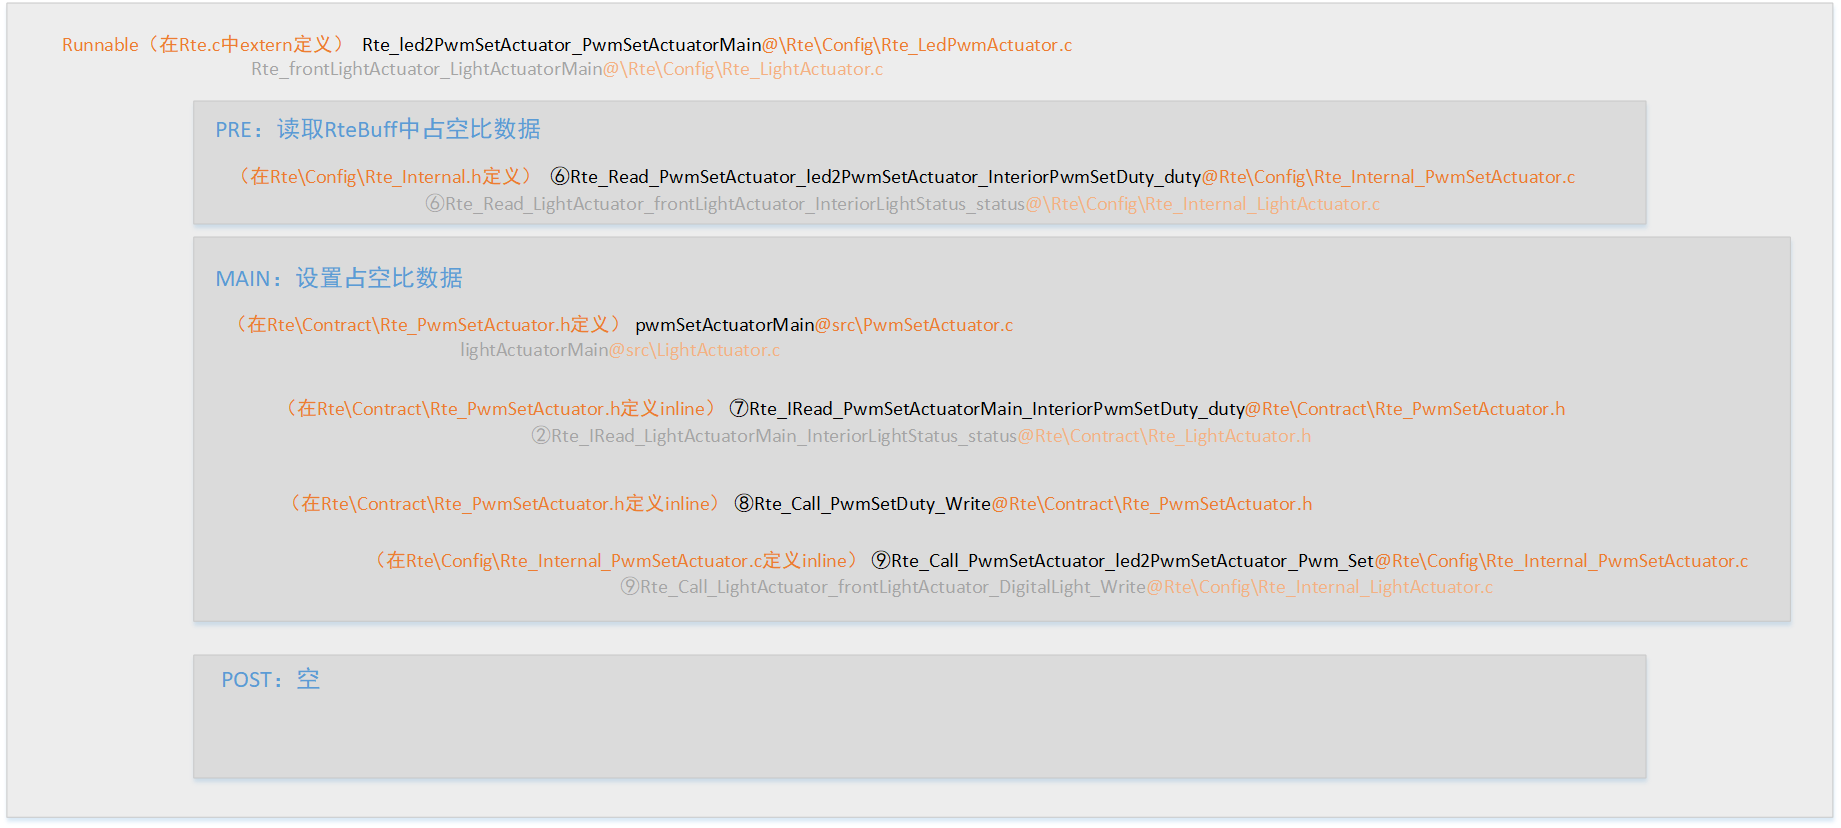 Runnable（在Rte.c中extern定义） Rte_led2PwmSetActuator_PwmSetActuatorMain@\Rte\Config\Rte_LedPwmActuator.c
Rte_frontLightActuator_LightActuatorMain@\Rte\Config\Rte_LightActuator.c
PRE：读取RteBuff中占空比数据
（在Rte\Config\Rte_Internal.h定义） ⑥Rte_Read_PwmSetActuator_led2PwmSetActuator_InteriorPwmSetDuty_duty@Rte\Config\Rte_Internal_PwmSetActuator.c
⑥Rte_Read_LightActuator_frontLightActuator_InteriorLightStatus_status@\Rte\Config\Rte_Internal_LightActuator.c
MAIN：设置占空比数据
（在Rte\Contract\Rte_PwmSetActuator.h定义） pwmSetActuatorMain@src\PwmSetActuator.c
lightActuatorMain@src\LightActuator.c
（在Rte\Contract\Rte_PwmSetActuator.h定义inline） ⑦Rte_IRead_PwmSetActuatorMain_InteriorPwmSetDuty_duty@Rte\Contract\Rte_PwmSetActuator.h
②Rte_IRead_LightActuatorMain_InteriorLightStatus_status@Rte\Contract\Rte_LightActuator.h
（在Rte\Contract\Rte_PwmSetActuator.h定义inline） ⑧Rte_Call_PwmSetDuty_Write@Rte\Contract\Rte_PwmSetActuator.h
（在Rte\Config\Rte_Internal_PwmSetActuator.c定义inline） ⑨Rte_Call_PwmSetActuator_led2PwmSetActuator_Pwm_Set@Rte\Config\Rte_Internal_PwmSetActuator.c
⑨Rte_Call_LightActuator_frontLightActuator_DigitalLight_Write@Rte\Config\Rte_Internal_LightActuator.c
POST：空